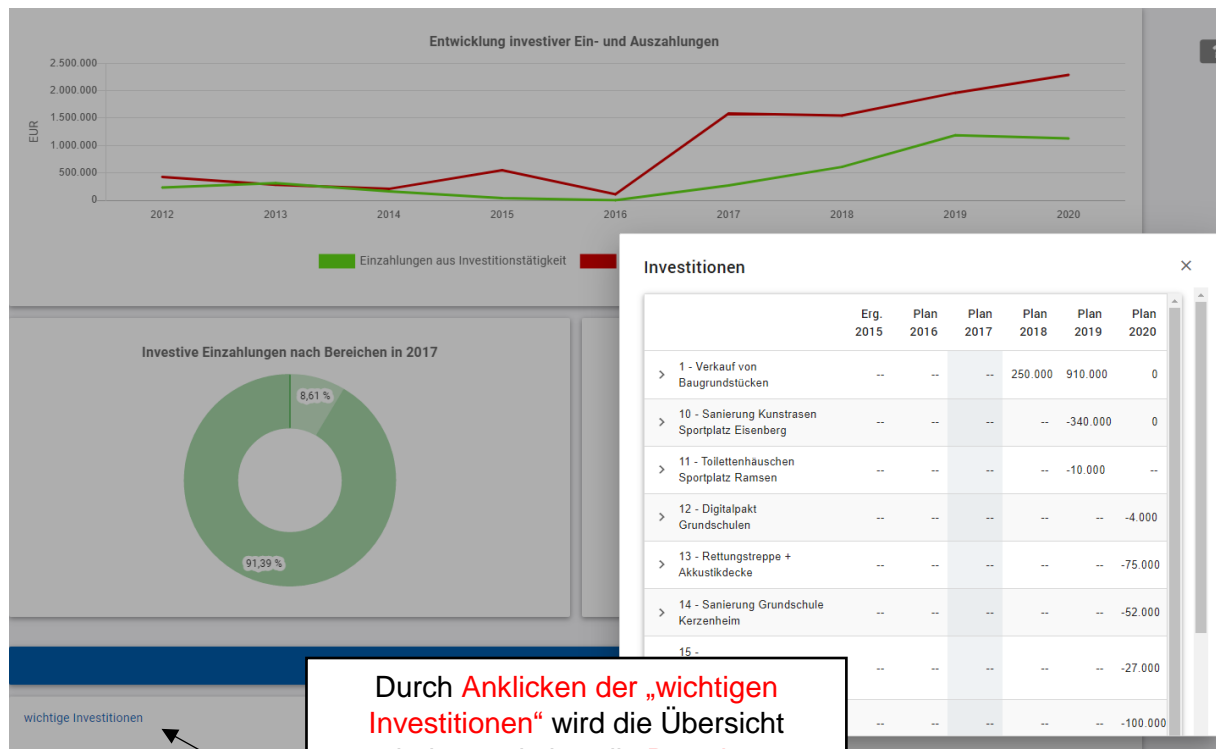 Entwicklung investiver Ein- und Auszahlungen
2.500.000
2.000.000
1.500.000
1.000.000
500.000
0
EUR
2012 2013 2014 2015 2016 2017 2018 2019 2020
Einzahlungen aus Investitionstätigkeit
Investive Einzahlungen nach Bereichen in 2017
8,61 %
91,39 %
wichtige Investitionen
Investitionen ×
Erg. Plan Plan Plan Plan Plan
2015 2016 2017 2018 2019 2020
1 - Verkauf von
Baugrundstücken -- -- -- 250.000 910.000 0
10 - Sanierung Kunstrasen
Sportplatz Eisenberg -- -- -- -- -340.000 0
11 - Toilettenhäuschen
Sportplatz Ramsen -- -- -- -- -10.000 --
12 - Digitalpakt
Grundschulen -- -- -- -- -- -4.000
13 - Rettungstreppe +
Akkustikdecke -- -- -- -- -- -75.000
14 - Sanierung Grundschule
Kerzenheim -- -- -- -- -- -52.000
15 -
-- -- -- -- -- -27.000
-- -- -- -- -100.000
Durch Anklicken der „wichtigen
Investitionen“ wird die Übersicht